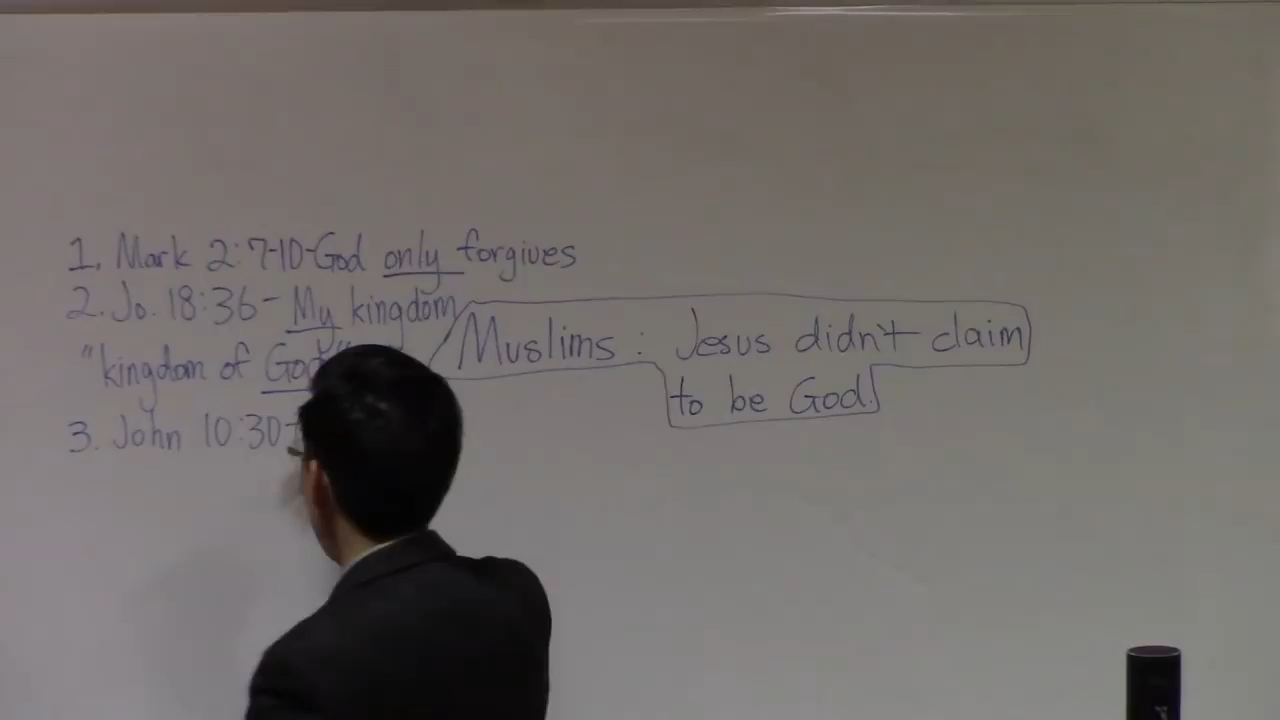 1. Mark 2:7-10-God only forgives
2. Jo. 18:36- My kingdom
"kingdom of God"
3. John 10:30-
Muslims: Jesus didn't claim
to be God.